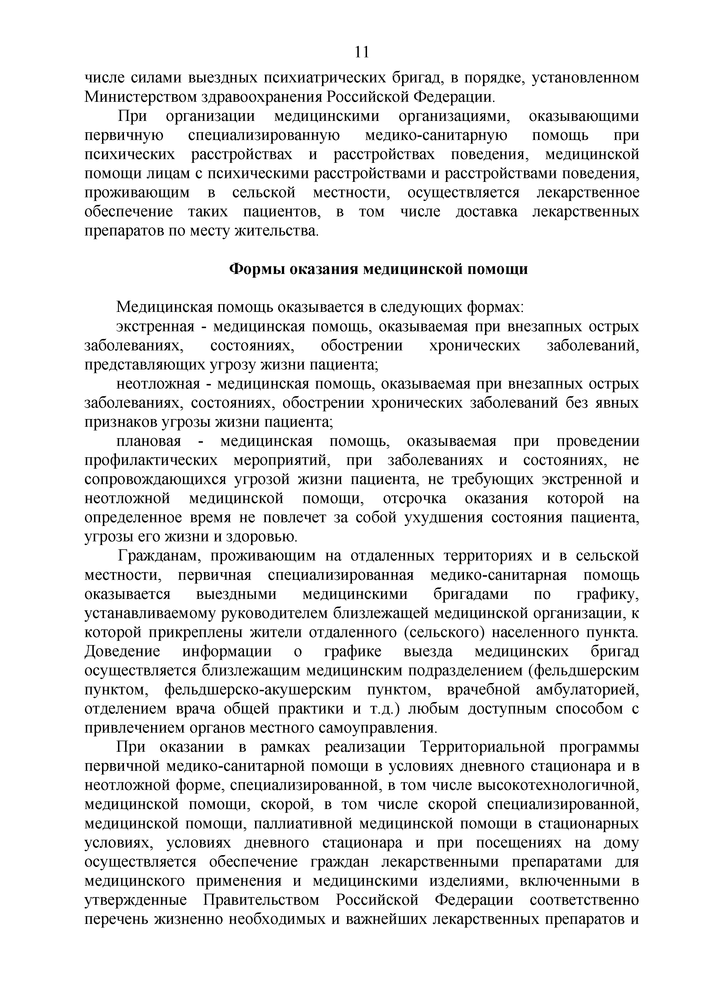 11
числе силами выездных психиатрических бригад, в порядке, установленном
Министерством здравоохранения Российской Федерации.
При организации медицинскими организациями, оказывающими
первичную специализированную медико-санитарную помощь при
психических расстройствах и расстройствах поведения, медицинской
помощи лицам с психическими расстройствами и расстройствами поведения,
проживающим в сельской местности, осуществляется лекарственное
обеспечение таких пациентов, в том числе доставка лекарственных
препаратов по месту жительства.
Формы оказания медицинской помощи
Медицинская помощь оказывается в следующих формах:
экстренная - медицинская помощь, оказываемая при внезапных острых
заболеваниях, состояниях, обострении хронических заболеваний,
представляющих угрозу жизни пациента;
неотложная - медицинская помощь, оказываемая при внезапных острых
заболеваниях, состояниях, обострении хронических заболеваний без явных
признаков угрозы жизни пациента;
плановая - медицинская помощь, оказываемая при проведении
профилактических мероприятий, при заболеваниях и состояниях, не
сопровождающихся угрозой жизни пациента, не требующих экстренной и
неотложной медицинской помощи, отсрочка оказания которой на
определенное время не повлечет за собой ухудшения состояния пациента,
угрозы его жизни и здоровью.
Гражданам, проживающим на отдаленных территориях и в сельской
местности, первичная специализированная медико-санитарная помощь
оказывается выездными медицинскими бригадами по графику,
устанавливаемому руководителем близлежащей медицинской организации, к
которой прикреплены жители отдаленного (сельского) населенного пункта.
Доведение информации о графике выезда медицинских бригад
осуществляется близлежащим медицинским подразделением (фельдшерским
пунктом, фельдшерско-акушерским пунктом, врачебной амбулаторией,
отделением врача общей практики и т.д.) любым доступным способом с
привлечением органов местного самоуправления.
При оказании в рамках реализации Территориальной программы
первичной медико-санитарной помощи в условиях дневного стационара и в
неотложной форме, специализированной, в том числе высокотехнологичной,
медицинской помощи, скорой, в том числе скорой специализированной,
медицинской помощи, паллиативной медицинской помощи в стационарных
условиях, условиях дневного стационара и при посещениях на дому
осуществляется обеспечение граждан лекарственными препаратами для
медицинского применения и медицинскими изделиями, включенными в
утвержденные Правительством Российской Федерации соответственно
перечень жизненно необходимых и важнейших лекарственных препаратов и